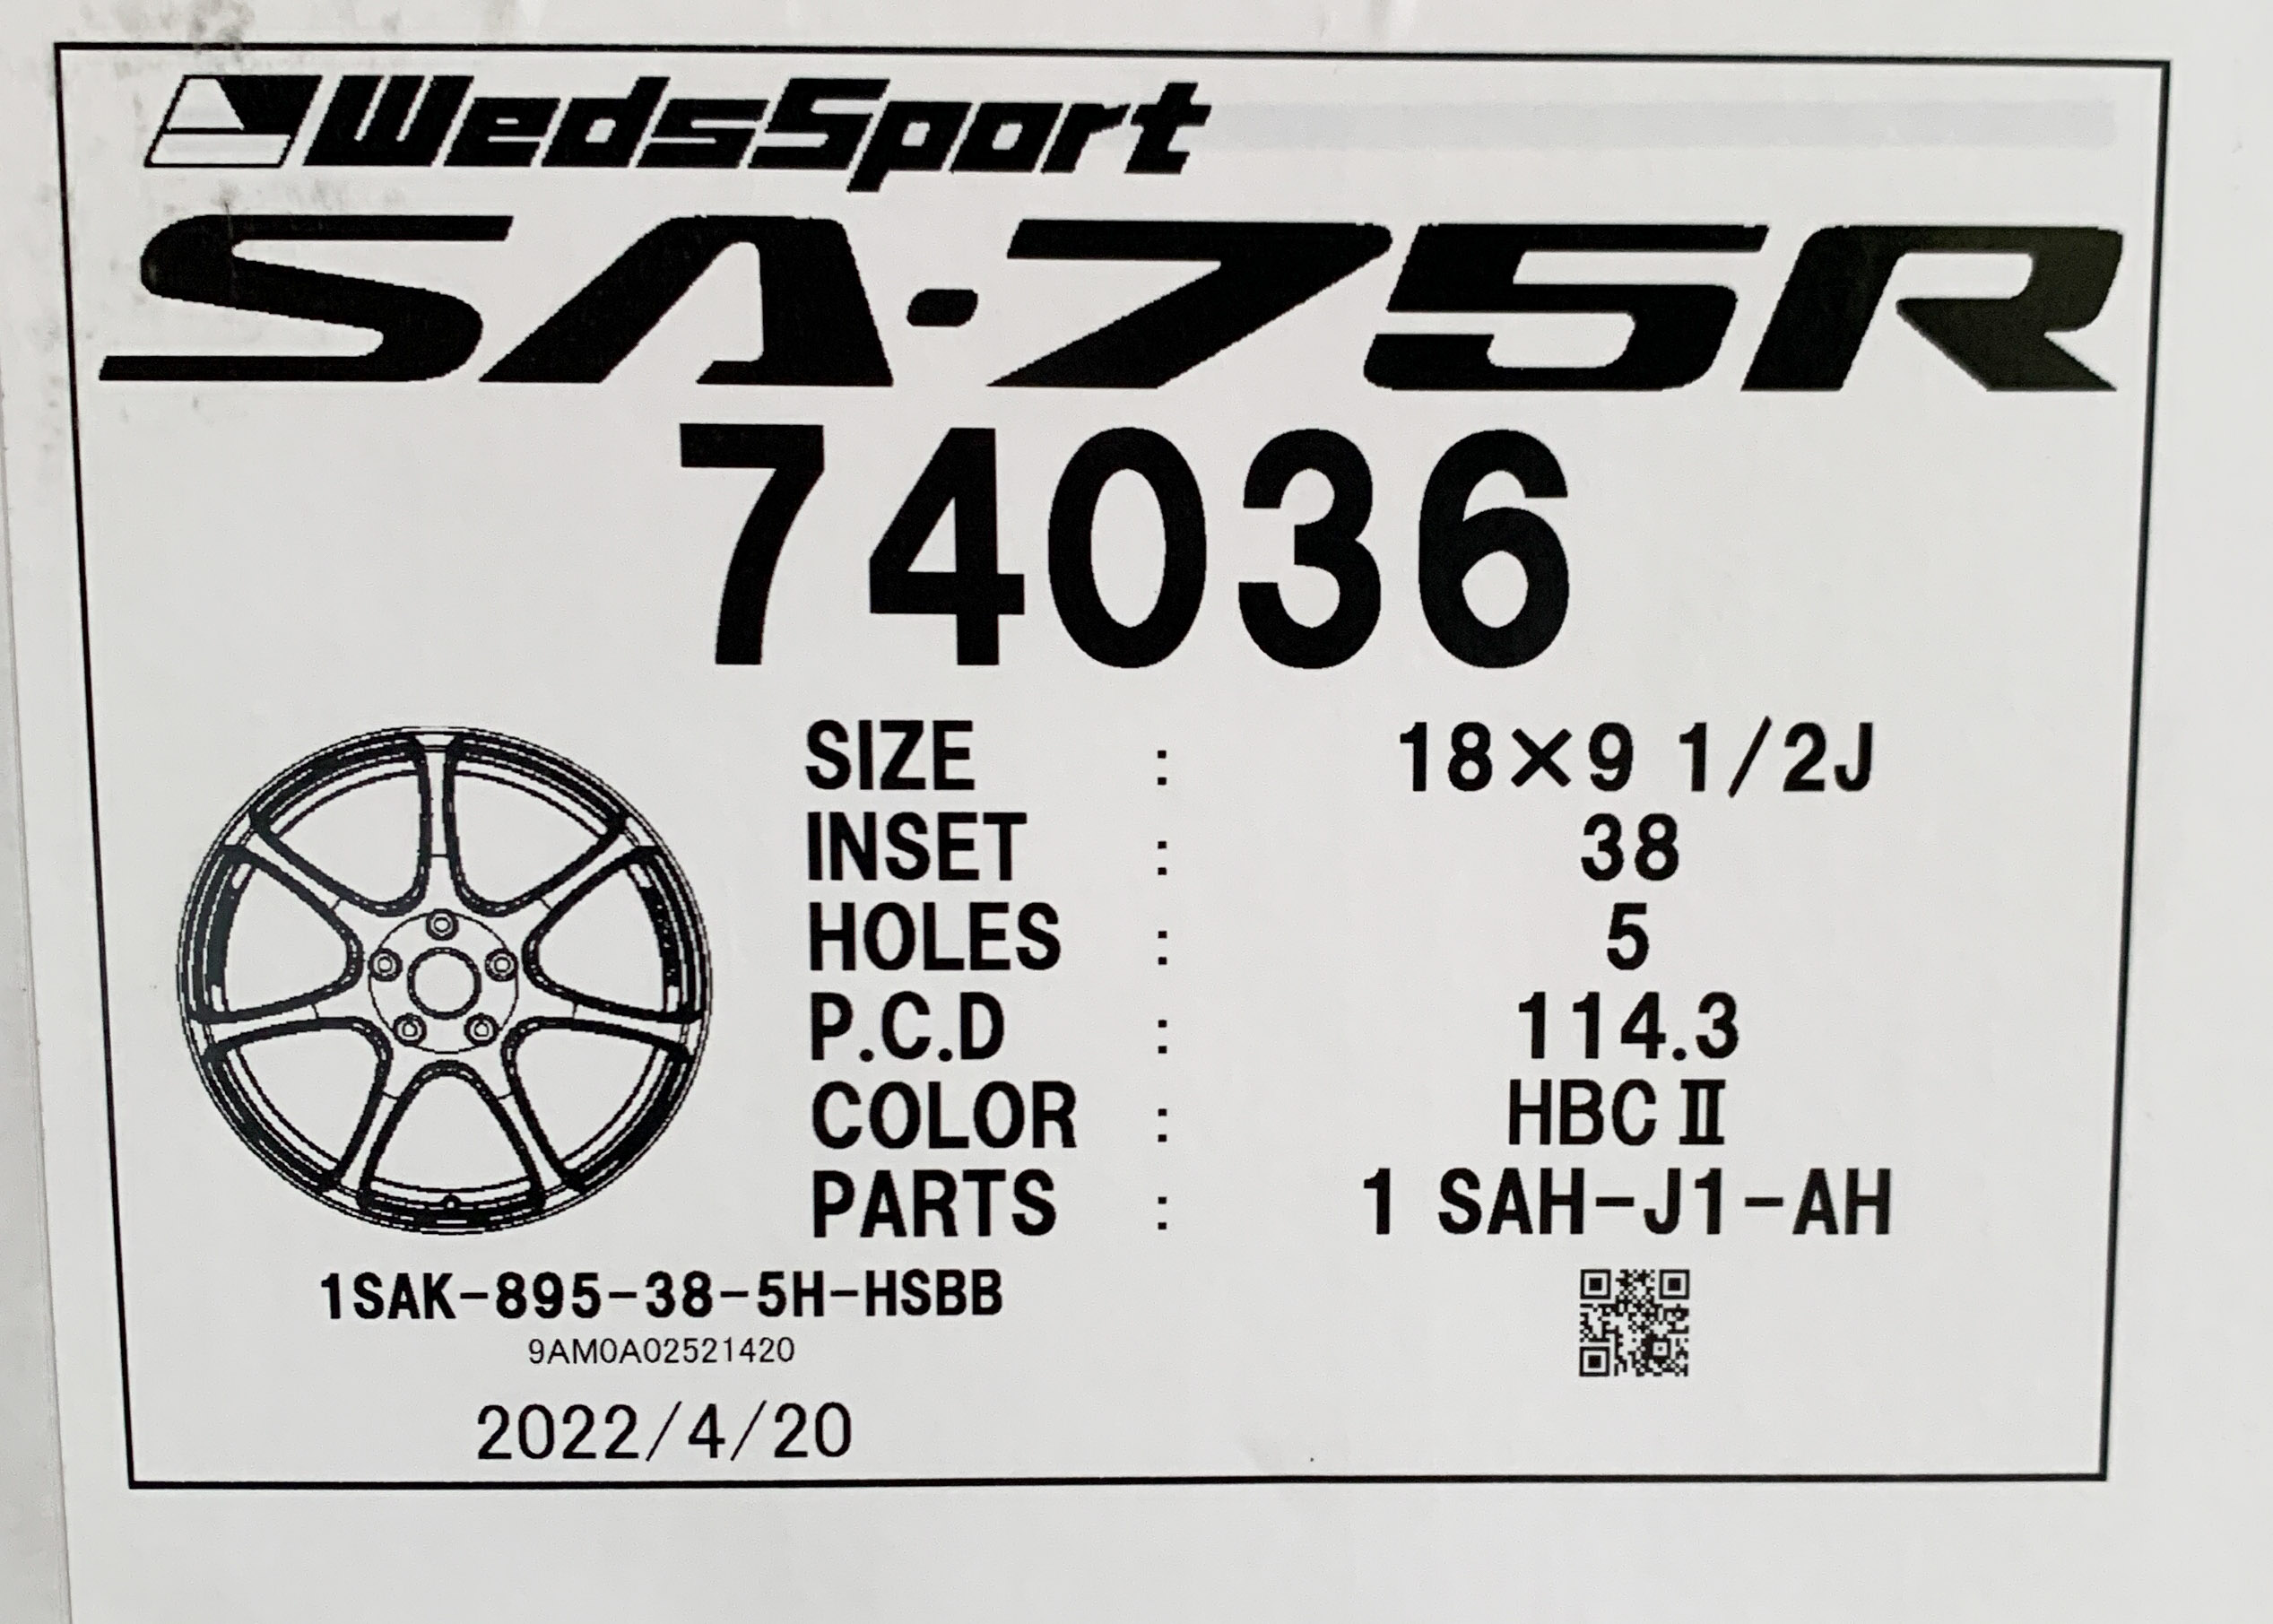 WedsSport
SA-75R
74036
SIZE : 18×9 1/2J
INSET : 38
HOLES : 5
P.C.D : 114.3
COLOR : HBCⅡ
PARTS : 1 SAH-J1-AH
1SAK-895-38-5H-HSBB
9AM0A02521420
2022/4/20